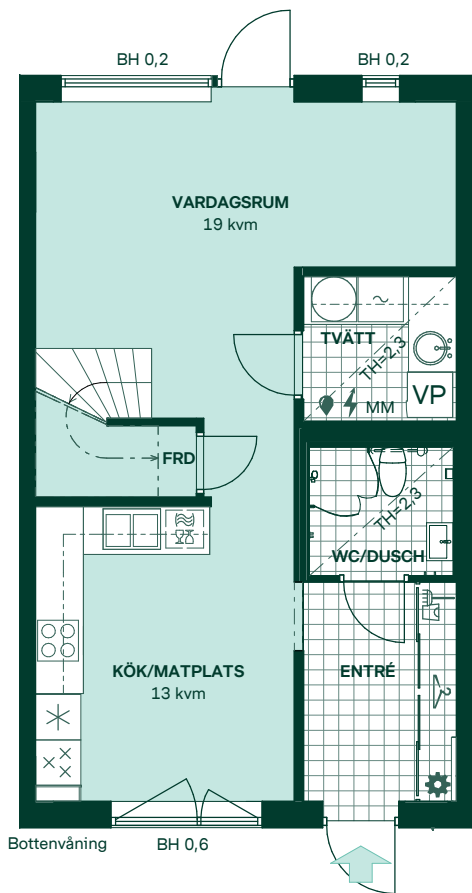 BH 0,2
BH 0,2
VARDAGSRUM
19 kvm
TVÄTT
TH=2,3
MM
VP
FRD
TH=2,3
WC/DUSCH
KÖK/MATPLATS
13 kvm
ENTRÉ
Bottenvåning
BH 0,6